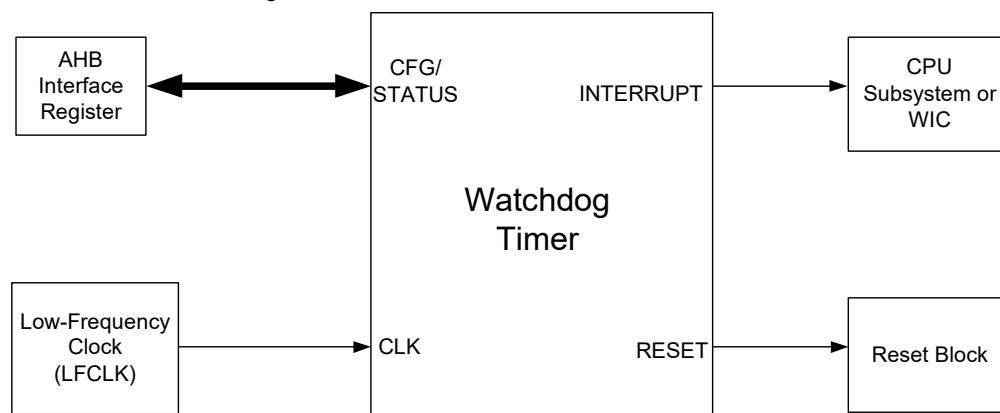 AHB
Interface
Register
CFG/
STATUS
INTERRUPT
CPU
Subsystem or
WIC
Watchdog
Timer
Low-Frequency
Clock
(LFCLK)
CLK
RESET
Reset Block